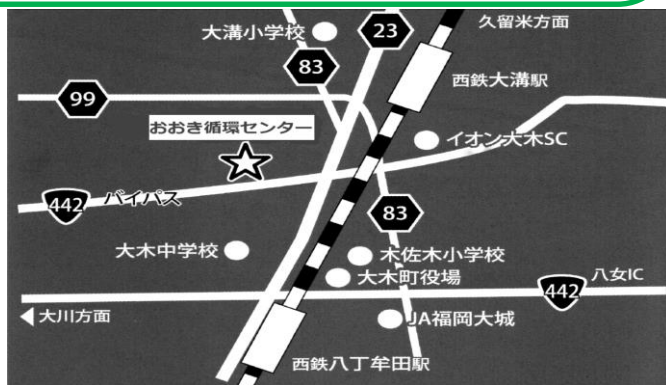 久留米方面
大溝小学校
23
83
西鉄大溝駅
99
おおき循環センター
イオン大木SC
442
バイパス
83
大木中学校
木佐木小学校
大木町役場
442
八女IC
大川方面
JA福岡大城
西鉄八丁牟田駅